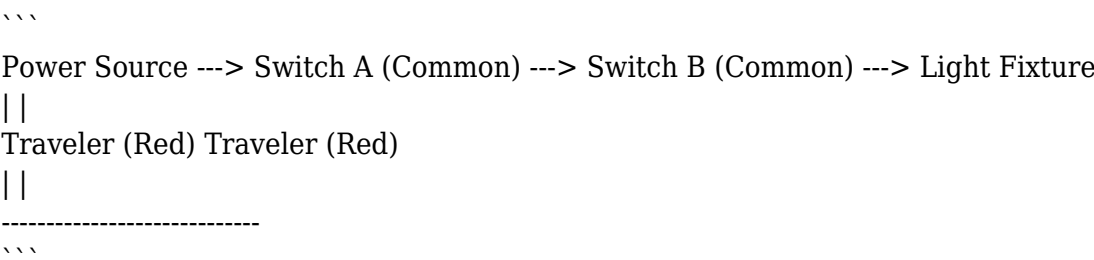 ```
Power Source ---> Switch A (Common) ---> Switch B (Common) ---> Light Fixture
| |
Traveler (Red) Traveler (Red)
| |
-----------------------------
```